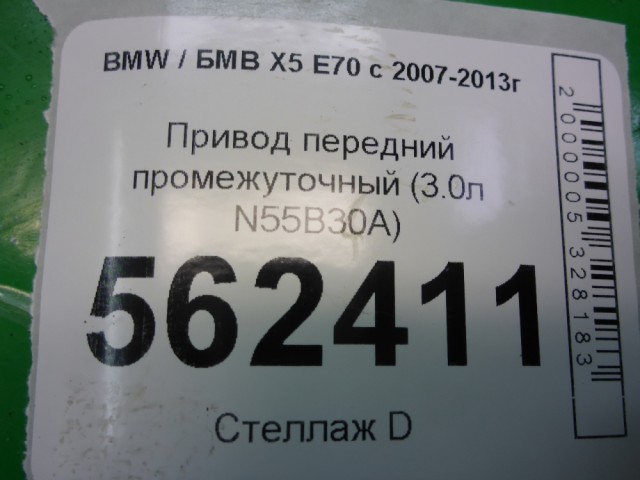 BMW / БМВ X5 E70 с 2007-2013г
Привод передний
промежуточный (3.0л
N55B30A)
562411
Стеллаж D
2000005328183